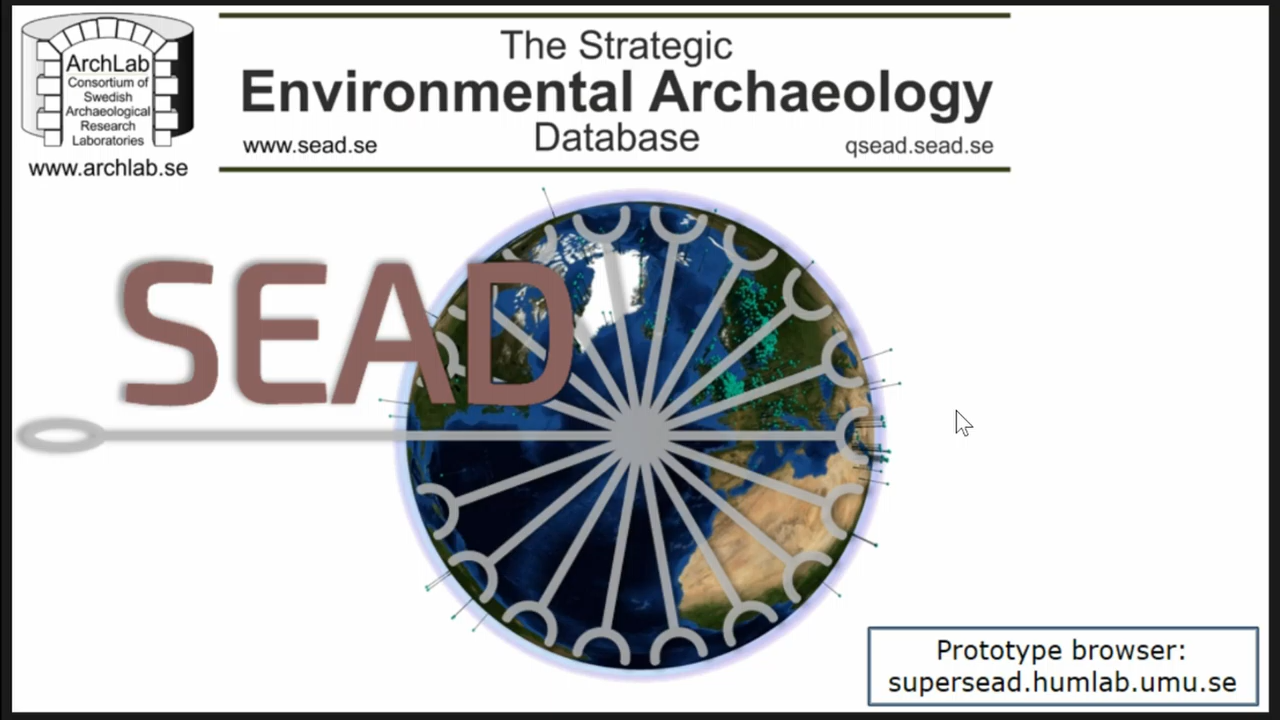 ArchLab
Consortium of
Swedish
Archaeological
Research
Laboratories
www.archlab.se
The Strategic
Environmental Archaeology
Database
www.sead.se
qsead.sead.se
SEAD
Prototype browser:
supersead.humlab.umu.se